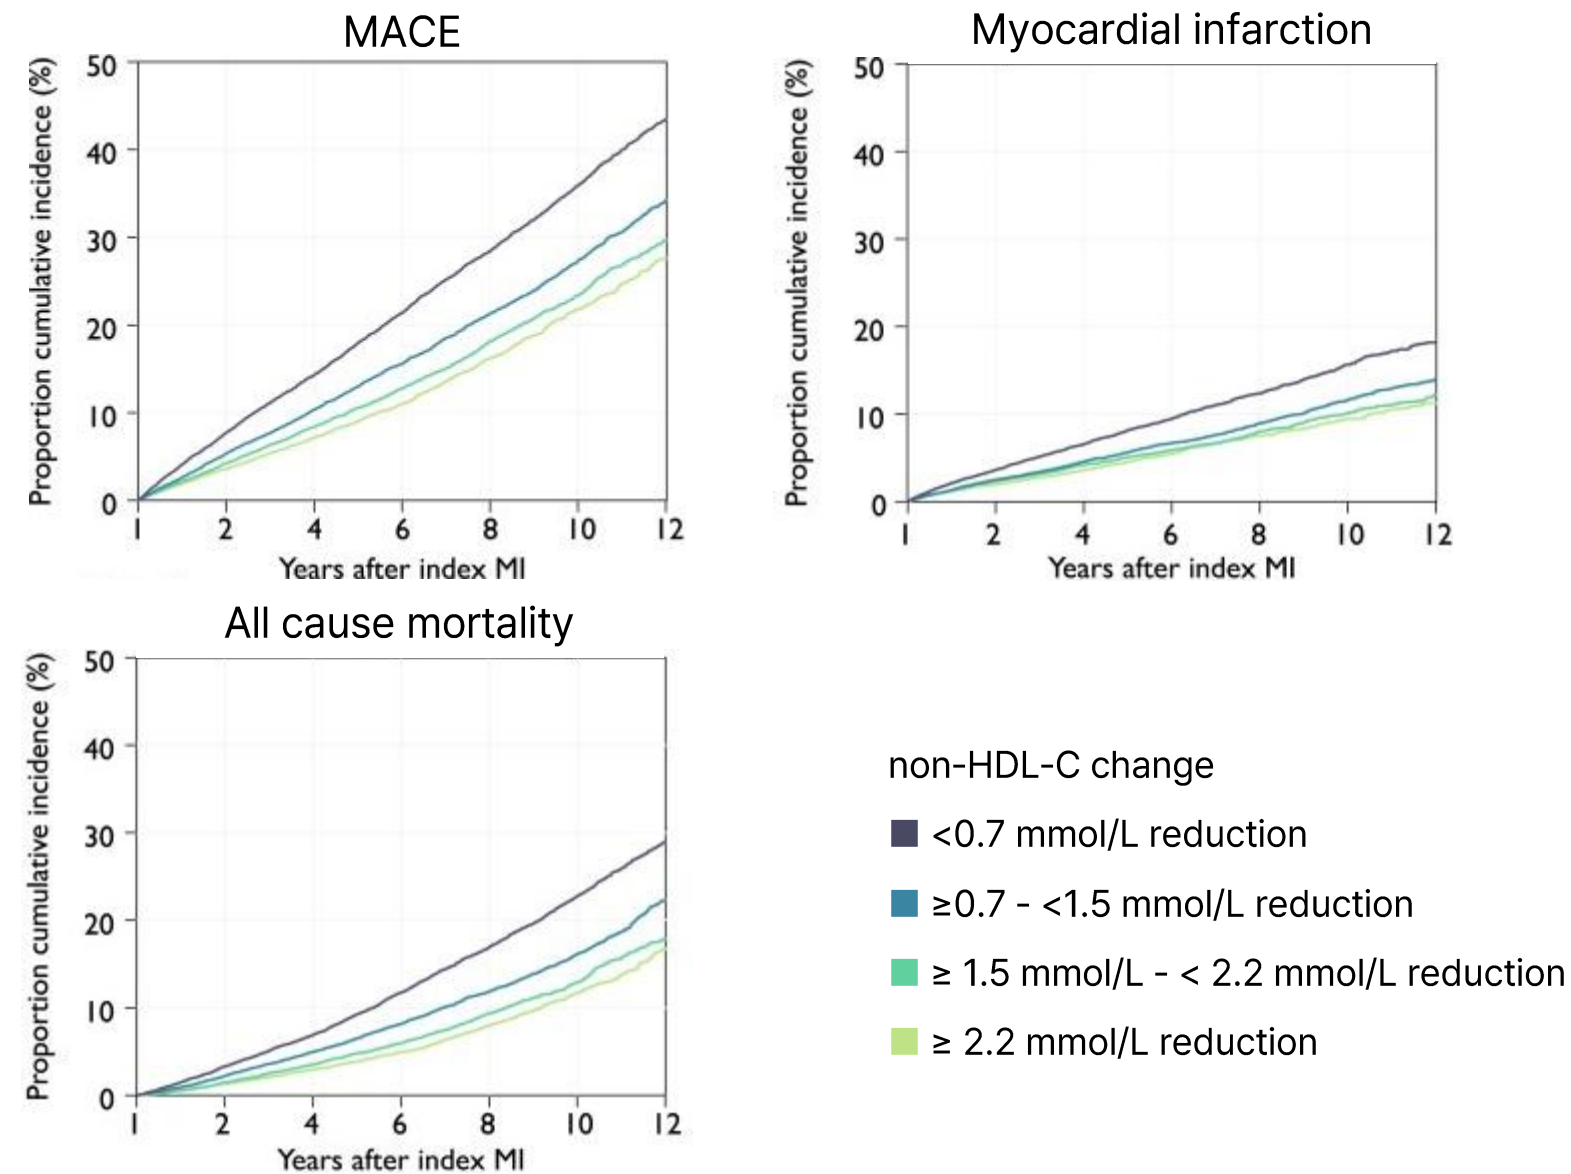 MACE
Proportion cumulative incidence (%)
50
40
30
20
10
0
1 2 4 6 8 10 12
Years after index MI
Myocardial infarction
Proportion cumulative incidence (%)
50
40
30
20
10
0
1 2 4 6 8 10 12
Years after index MI
All cause mortality
Proportion cumulative incidence (%)
50
40
30
20
10
0
1 2 4 6 8 10 12
Years after index MI
non-HDL-C change
<0.7 mmol/L reduction
≥0.7 - <1.5 mmol/L reduction
≥ 1.5 mmol/L - < 2.2 mmol/L reduction
≥ 2.2 mmol/L reduction